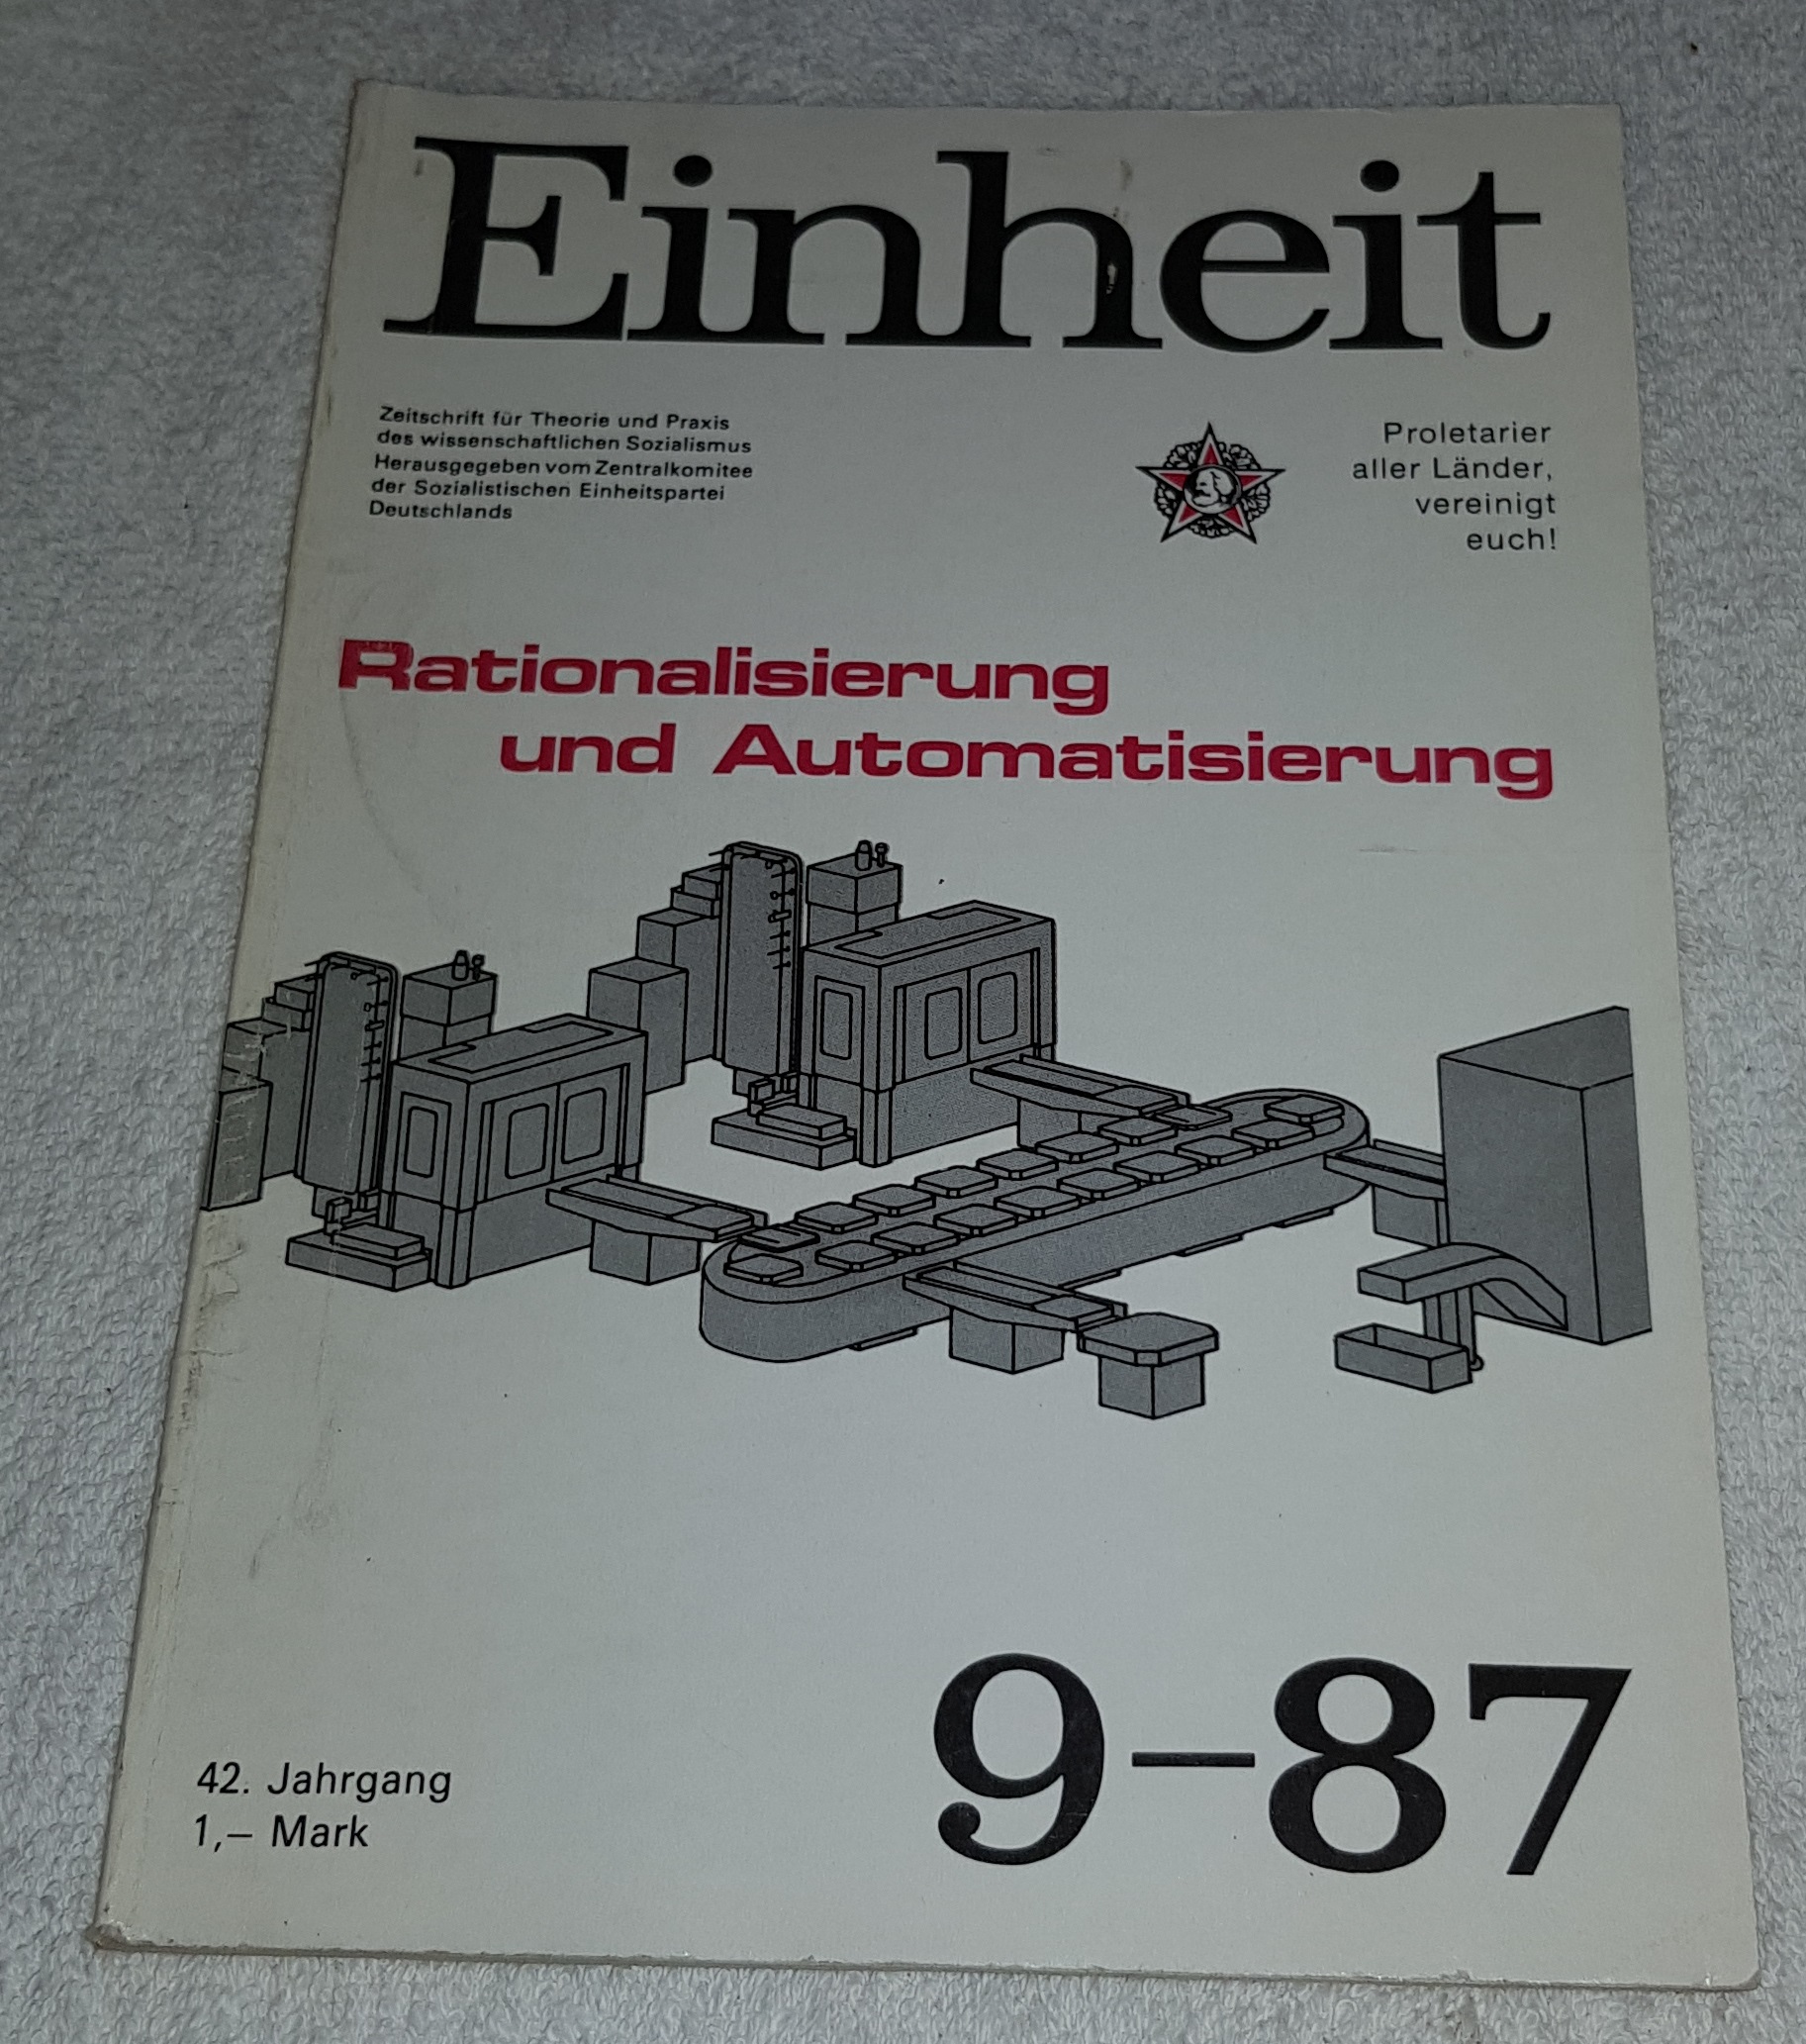 Einheit
Zeitschrift für Theorie und Praxis
des wissenschaftlichen Sozialismus
Herausgegeben vom Zentralkomitee
der Sozialistischen Einheitspartei
Deutschlands
Proletarier
aller Länder,
vereinigt
euch!
Rationalisierung
und Automatisierung
42. Jahrgang
1,– Mark
9–87